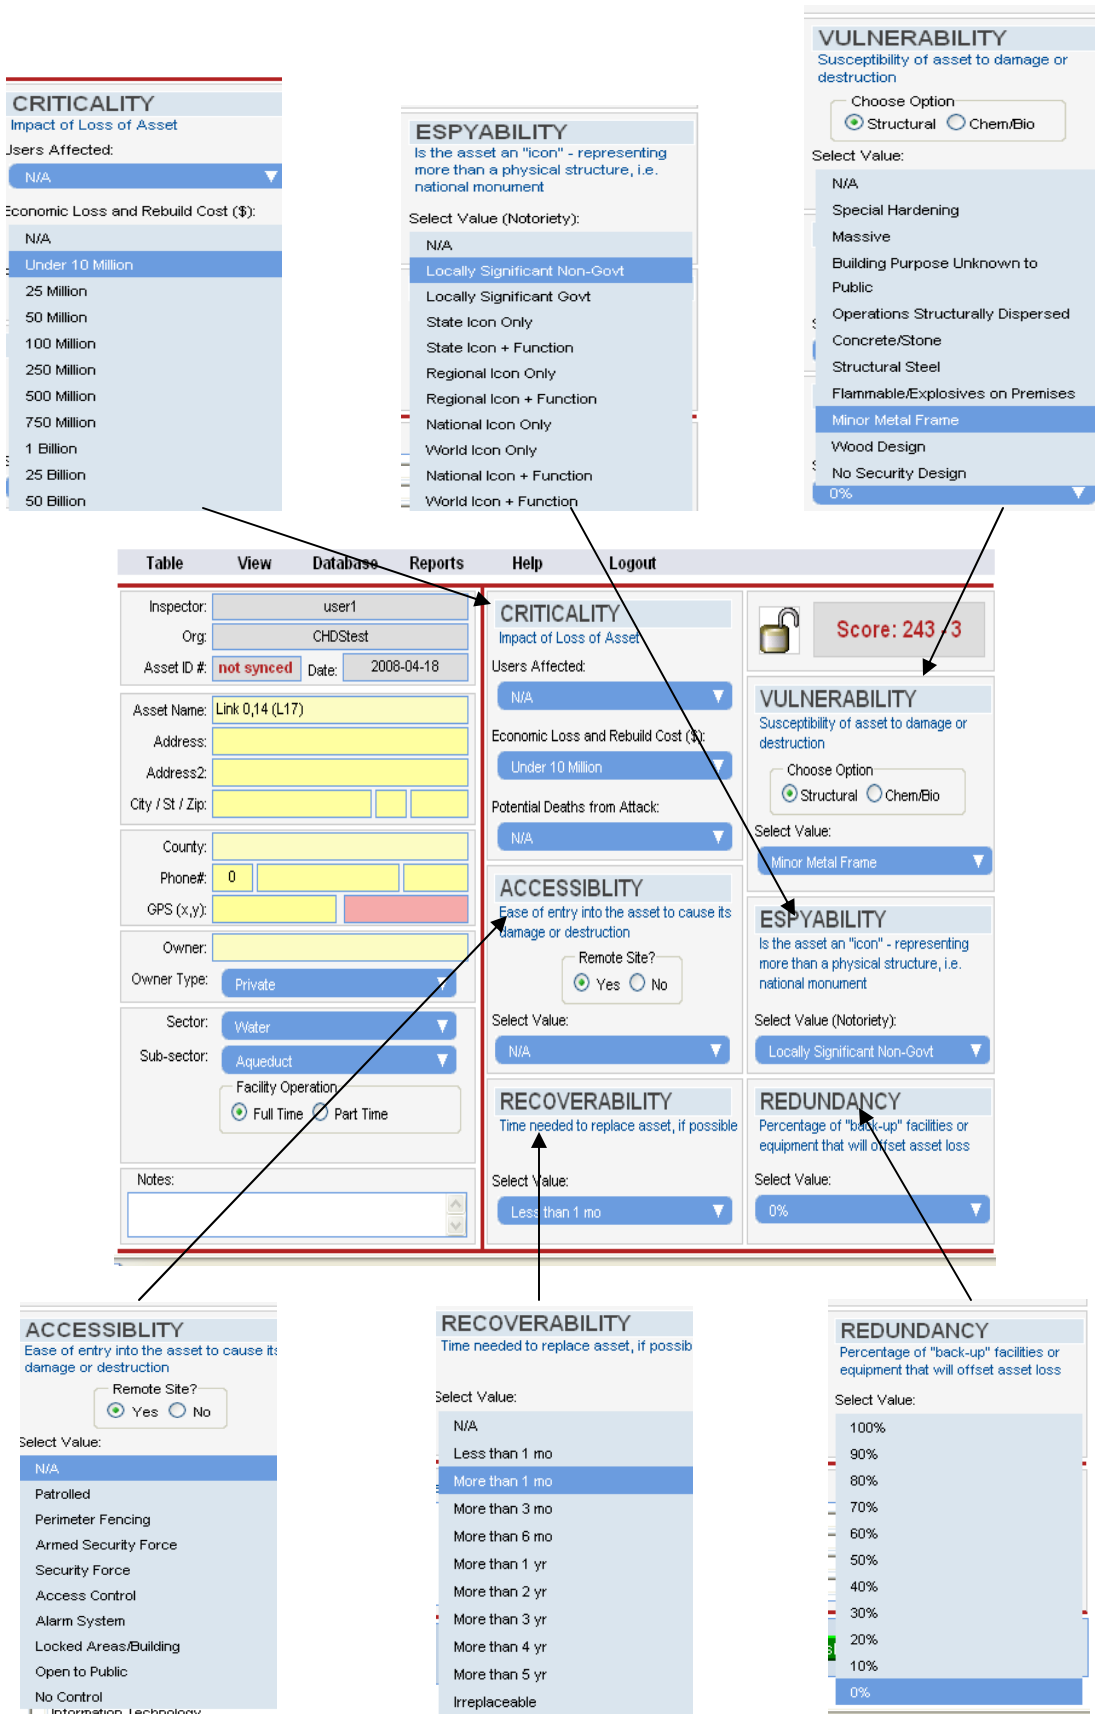 CRITICALITY
Impact of Loss of Asset
Users Affected:
N/A
Economic Loss and Rebuild Cost ($):
N/A
Under 10 Million
25 Million
50 Million
100 Million
250 Million
500 Million
750 Million
1 Billion
25 Billion
50 Billion
ESPYABILITY
Is the asset an "icon" - representing
more than a physical structure, i.e.
national monument
Select Value (Notoriety):
N/A
Locally Significant Non-Govt
Locally Significant Govt
State Icon Only
State Icon + Function
Regional Icon Only
Regional Icon + Function
National Icon Only
World Icon Only
National Icon + Function
World Icon + Function
VULNERABILITY
Susceptibility of asset to damage or
destruction
Choose Option
Structural Chem/Bio
Select Value:
N/A
Special Hardening
Massive
Building Purpose Unknown to
Public
Operations Structurally Dispersed
Concrete/Stone
Structural Steel
Flammable/Explosives on Premises
Minor Metal Frame
Wood Design
No Security Design
0%
Table View Database Reports Help Logout
Inspector: user1
Org: CHDStest
Asset ID #: not synced Date: 2008-04-18
Asset Name: Link 0,14 (L17)
Address:
Address2:
City / St / Zip:
County:
Phone#: 0
GPS (x,y):
Owner:
Owner Type: Private
Sector: Water
Sub-sector: Aqueduct
Facility Operation
Full Time Part Time
Notes:
CRITICALITY
Impact of Loss of Asset
Users Affected:
N/A
Economic Loss and Rebuild Cost ($):
Under 10 Million
Potential Deaths from Attack:
N/A
ACCESSIBLITY
Ease of entry into the asset to cause its
damage or destruction
Remote Site?
Yes No
Select Value:
N/A
RECOVERABILITY
Time needed to replace asset, if possible
Select Value:
Less than 1 mo
Score: 243 - 3
VULNERABILITY
Susceptibility of asset to damage or
destruction
Choose Option
Structural Chem/Bio
Select Value:
Minor Metal Frame
ESPYABILITY
Is the asset an "icon" - representing
more than a physical structure, i.e.
national monument
Select Value (Notoriety):
Locally Significant Non-Govt
REDUNDANCY
Percentage of "back-up" facilities or
equipment that will offset asset loss
Select Value:
0%
ACCESSIBLITY
Ease of entry into the asset to cause its
damage or destruction
Remote Site?
Yes No
Select Value:
N/A
Patrolled
Perimeter Fencing
Armed Security Force
Security Force
Access Control
Alarm System
Locked Areas/Building
Open to Public
No Control
Information Technology
RECOVERABILITY
Time needed to replace asset, if possib
Select Value:
N/A
Less than 1 mo
More than 1 mo
More than 3 mo
More than 6 mo
More than 1 yr
More than 2 yr
More than 3 yr
More than 4 yr
More than 5 yr
Irreplaceable
REDUNDANCY
Percentage of "back-up" facilities or
equipment that will offset asset loss
Select Value:
100%
90%
80%
70%
60%
50%
40%
30%
20%
10%
0%